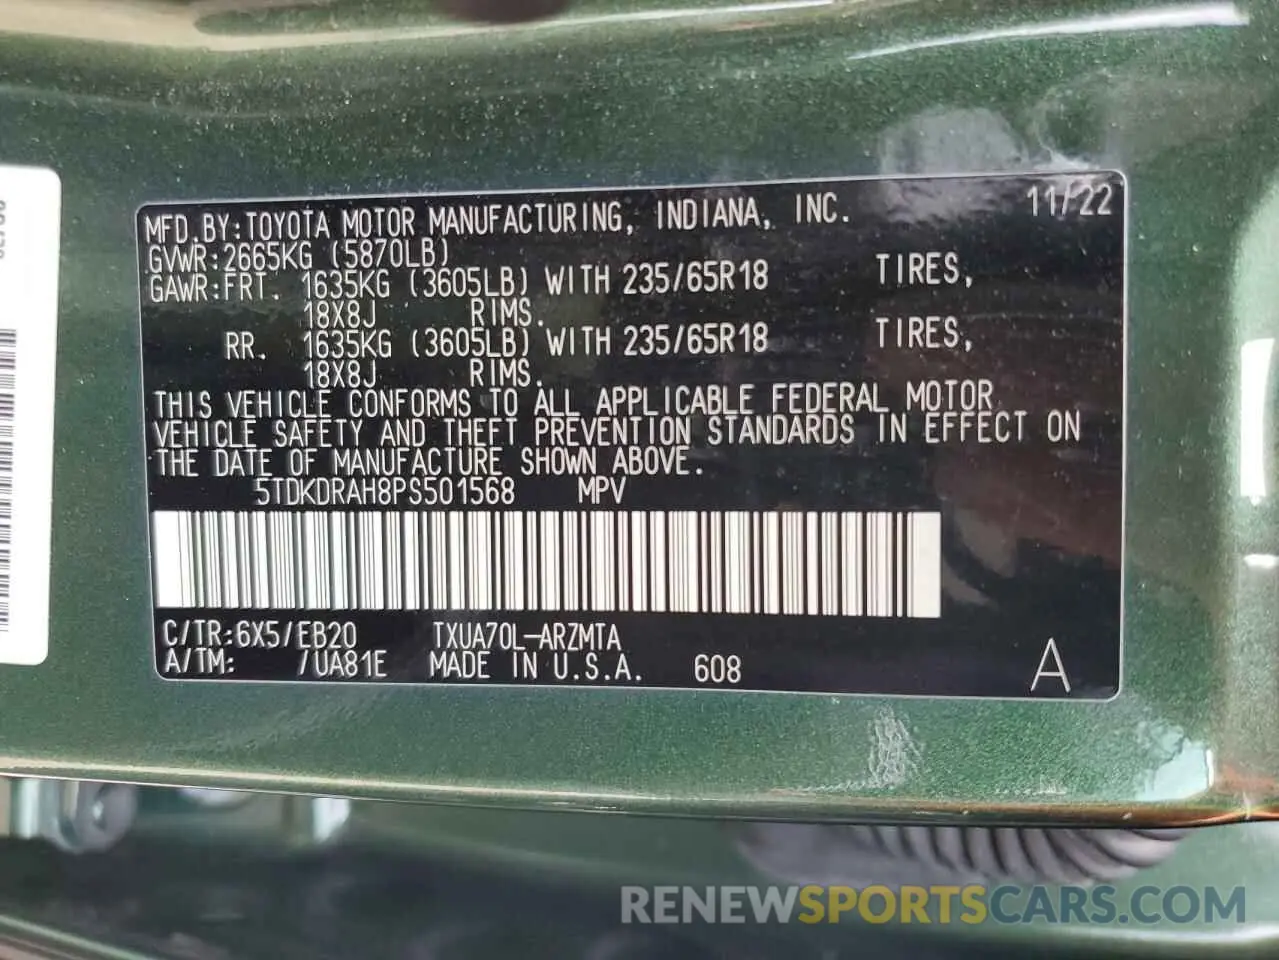 MFD.BY:TOYOTA MOTOR MANUFACTURING, INDIANA, INC. 11/22
GVWR:2665KG (5870LB)
GAWR:FRT. 1635KG (3605LB) WITH 235/65R18 TIRES,
18X8J RIMS.
RR. 1635KG (3605LB) WITH 235/65R18 TIRES,
18X8J RIMS.
THIS VEHICLE CONFORMS TO ALL APPLICABLE FEDERAL MOTOR
VEHICLE SAFETY AND THEFT PREVENTION STANDARDS IN EFFECT ON
THE DATE OF MANUFACTURE SHOWN ABOVE.
5TDKDRAH8PS501568 MPV
C/TR:6X5/EB20 TXUA70L-ARZMTA
A/TM: /UA81E MADE IN U.S.A. 608 A
RENEWSPORTSCARS.COM